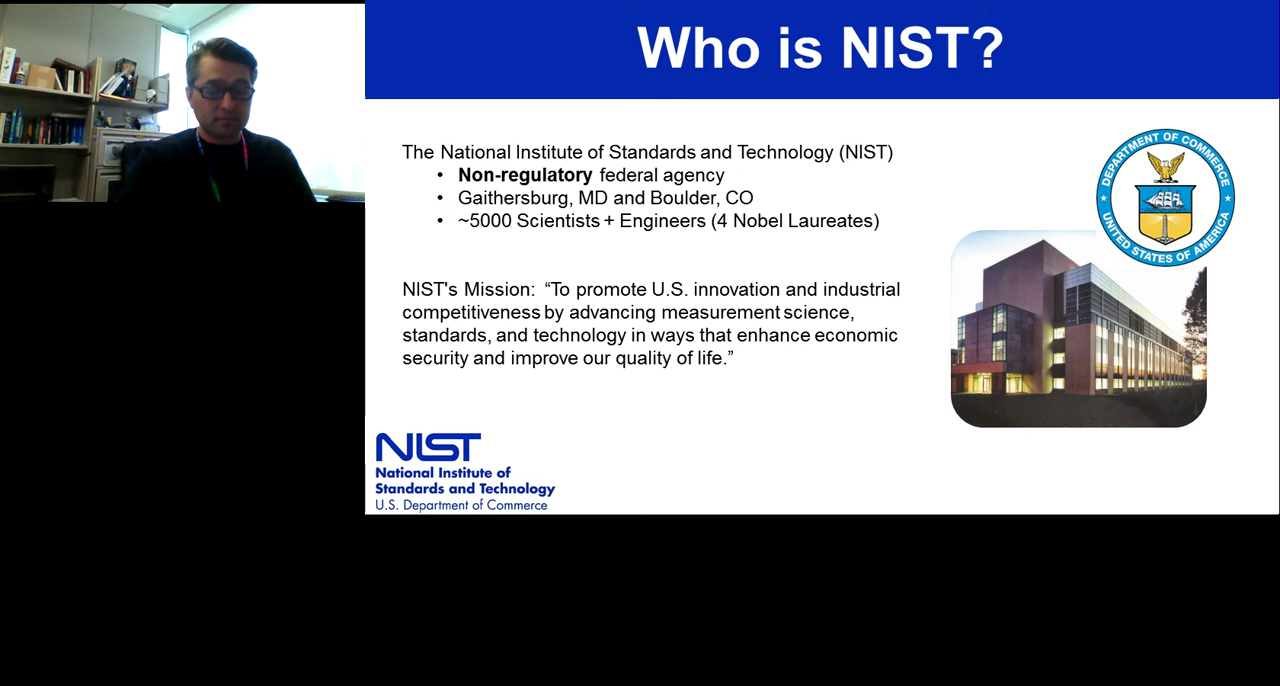 Who is NIST?
The National Institute of Standards and Technology (NIST)
• Non-regulatory federal agency
• Gaithersburg, MD and Boulder, CO
• ~5000 Scientists + Engineers (4 Nobel Laureates)
NIST's Mission: “To promote U.S. innovation and industrial
competitiveness by advancing measurement science,
standards, and technology in ways that enhance economic
security and improve our quality of life.”
DEPARTMENT OF COMMERCE
UNITED STATES OF AMERICA
NIST
National Institute of
Standards and Technology
U.S. Department of Commerce